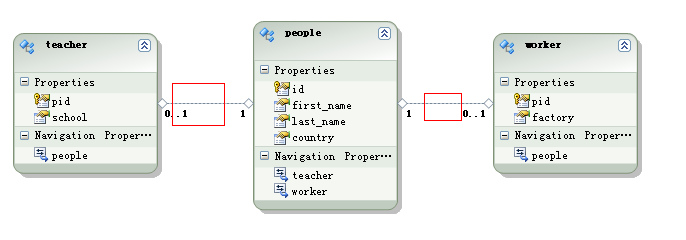 teacher
Properties
pid
school
Navigation Proper...
people
0..1
1
people
Properties
id
first_name
last_name
country
Navigation Proper...
teacher
worker
1
0..1
worker
Properties
pid
factory
Navigation Proper...
people